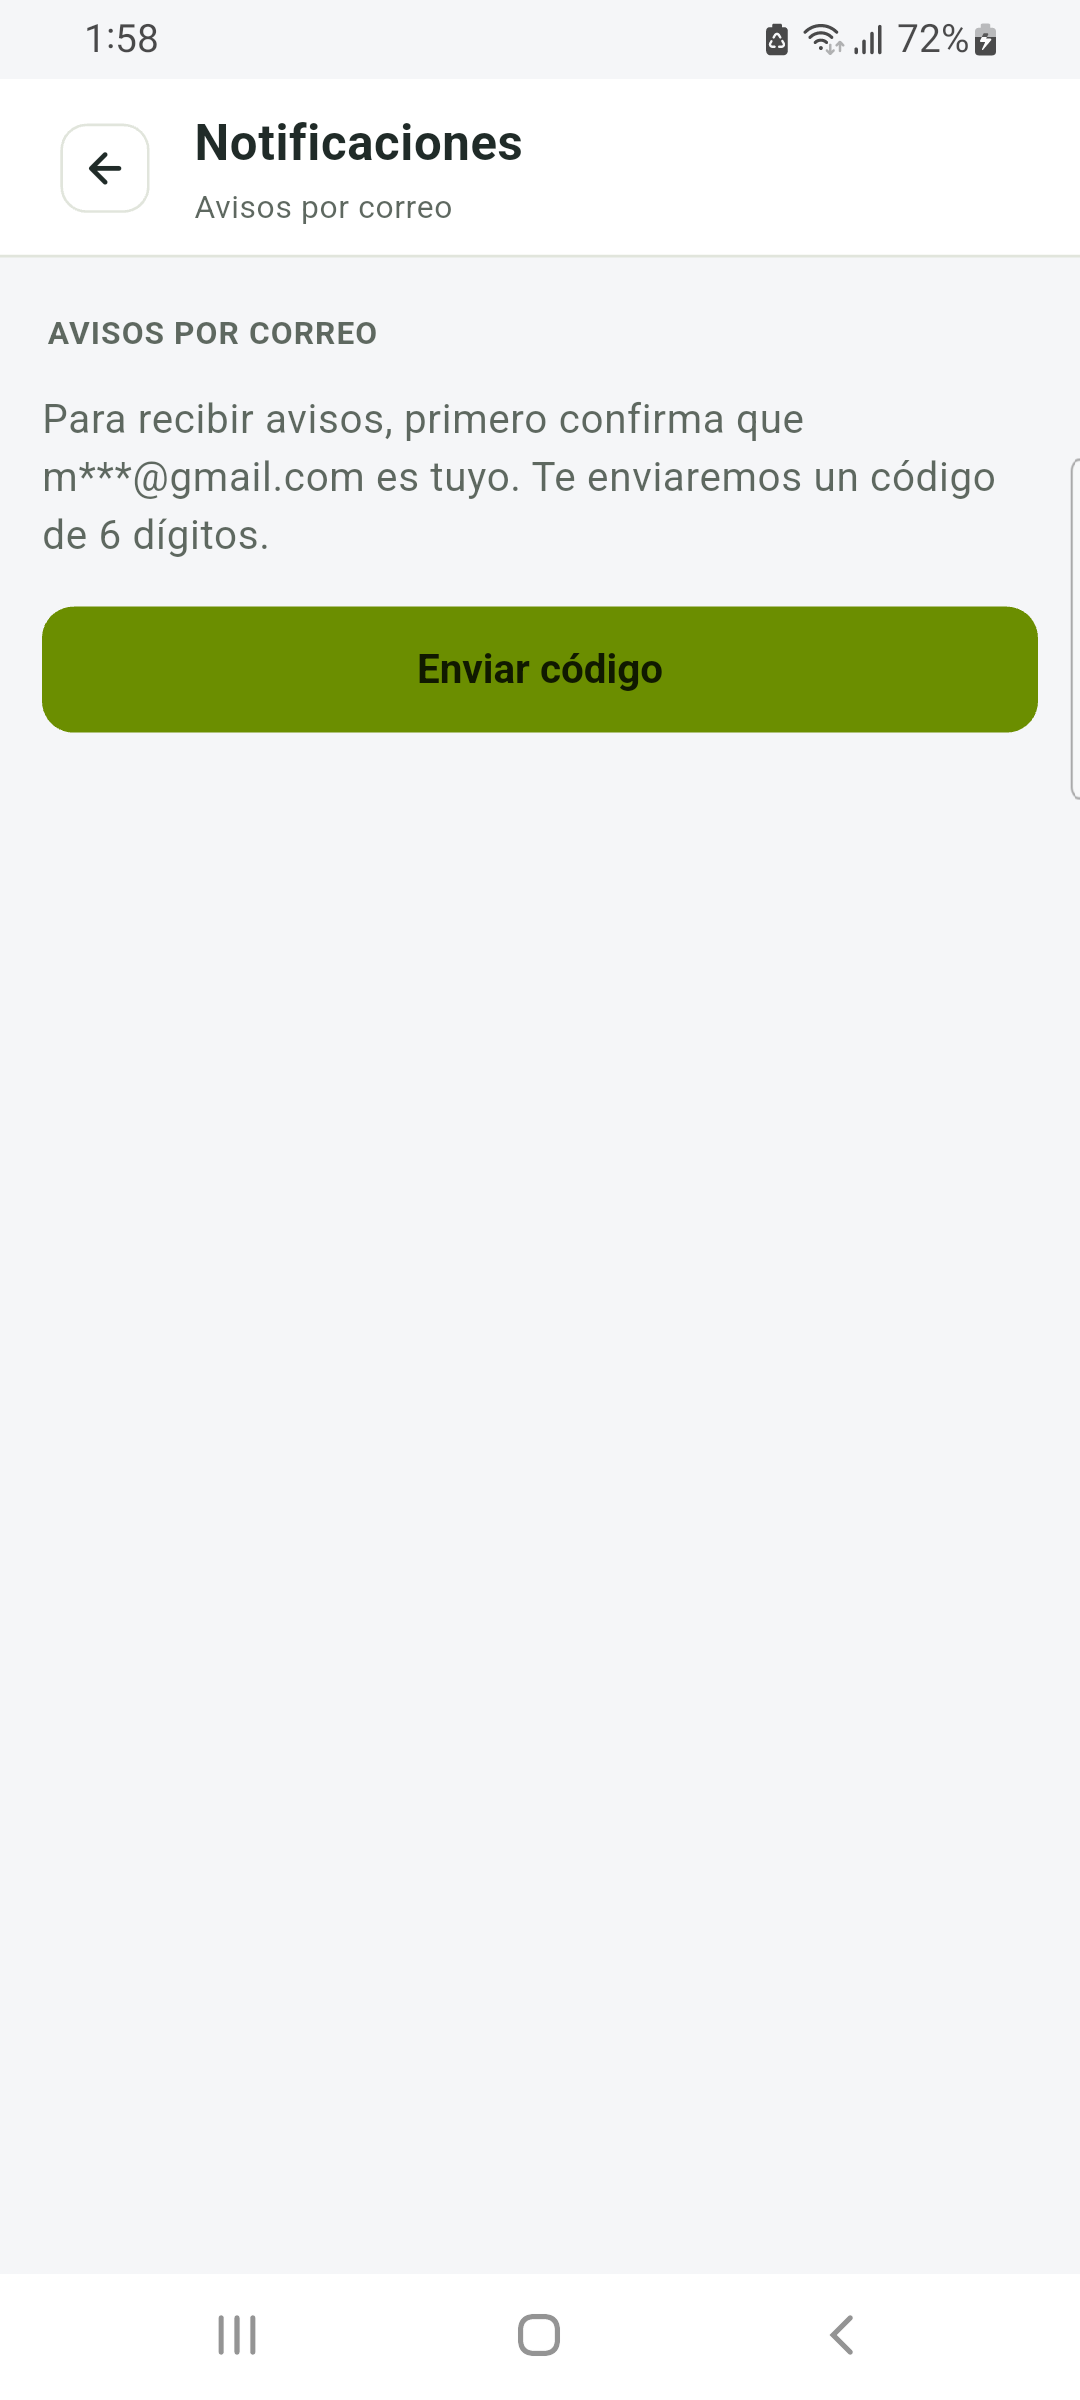 1:58
72%
Notificaciones
Avisos por correo
AVISOS POR CORREO
Para recibir avisos, primero confirma que
m***@gmail.com es tuyo. Te enviaremos un código
de 6 dígitos.
Enviar código